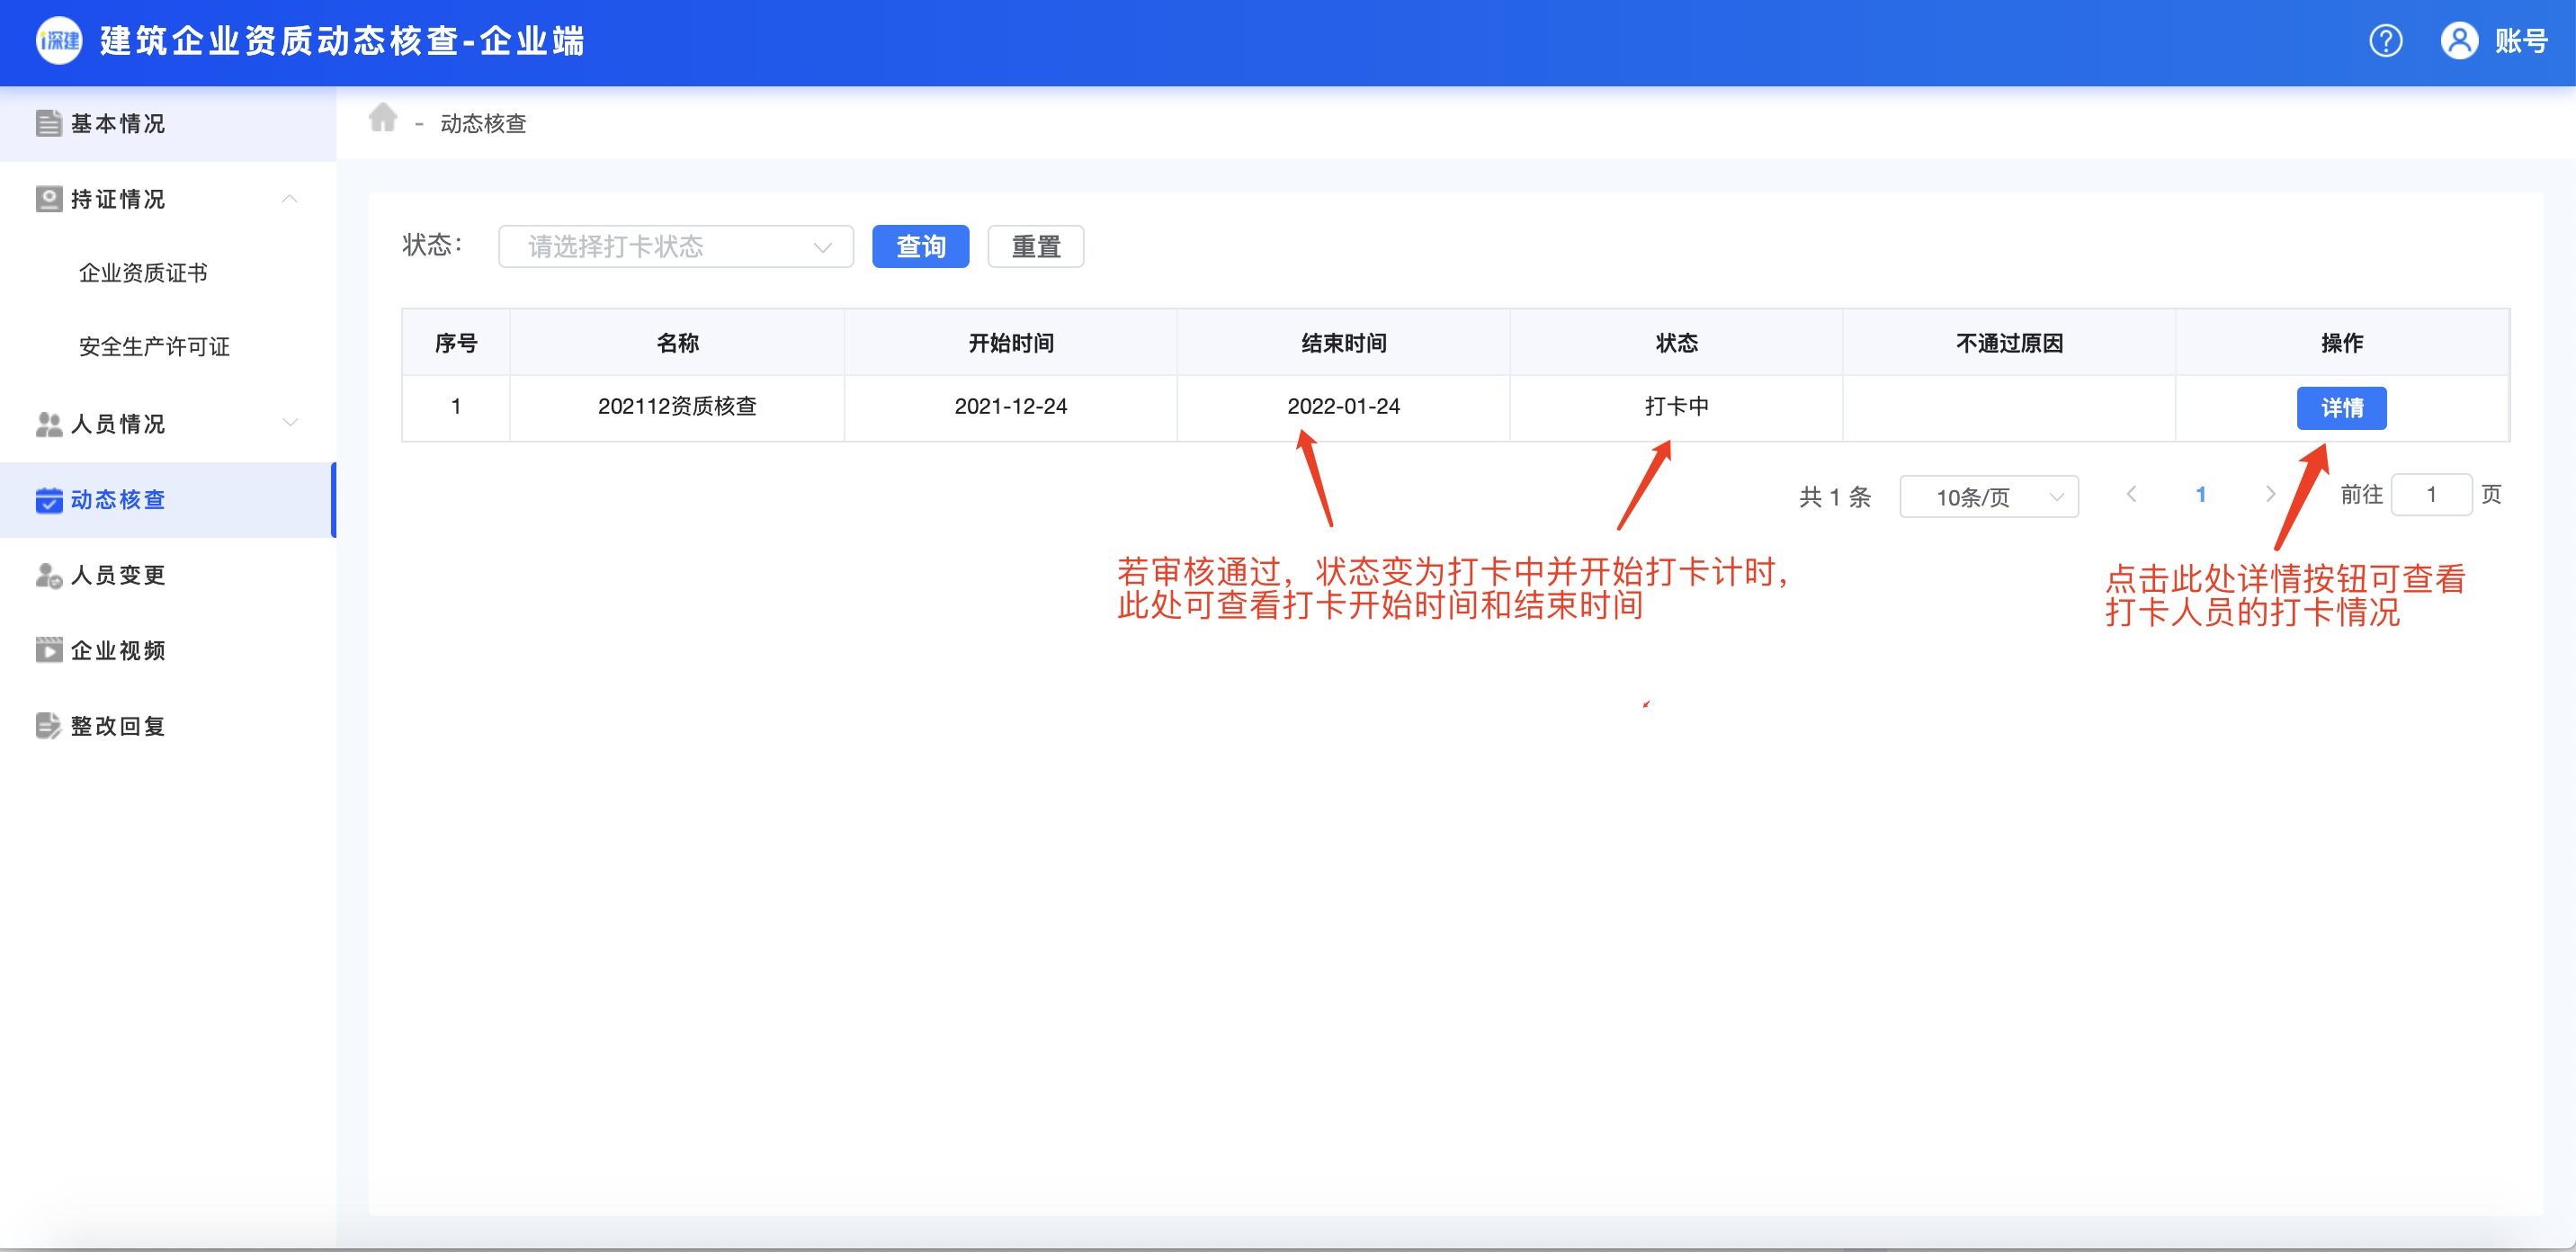 i深建 建筑企业资质动态核查-企业端
? 账号
基本情况
持证情况
企业资质证书
安全生产许可证
人员情况
动态核查
人员变更
企业视频
整改回复
- 动态核查
状态： 请选择打卡状态 查询 重置
序号 名称 开始时间 结束时间 状态 不通过原因 操作
1 202112资质核查 2021-12-24 2022-01-24 打卡中 详情
共 1 条 10条/页 1 前往 1 页
若审核通过，状态变为打卡中并开始打卡计时，
此处可查看打卡开始时间和结束时间
点击此处详情按钮可查看
打卡人员的打卡情况